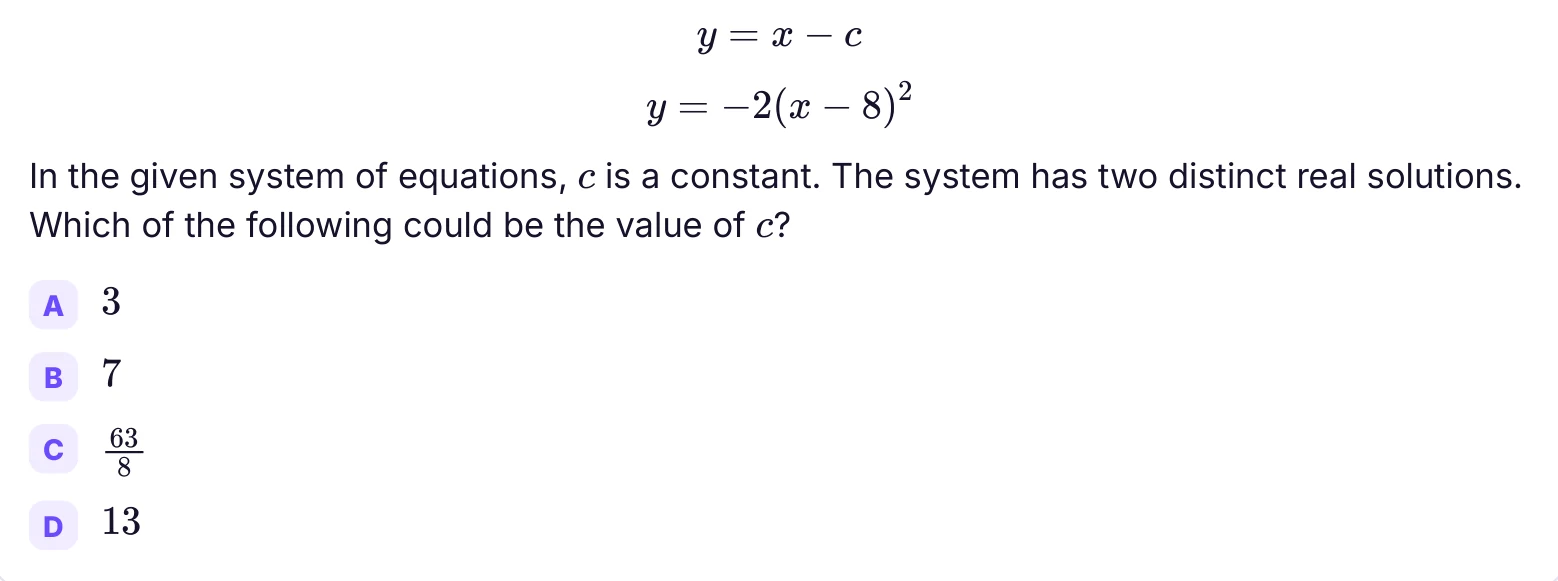 y = x − c
y = −2(x − 8)²
In the given system of equations, c is a constant. The system has two distinct real solutions.
Which of the following could be the value of c?
A 3
B 7
C 63/8
D 13